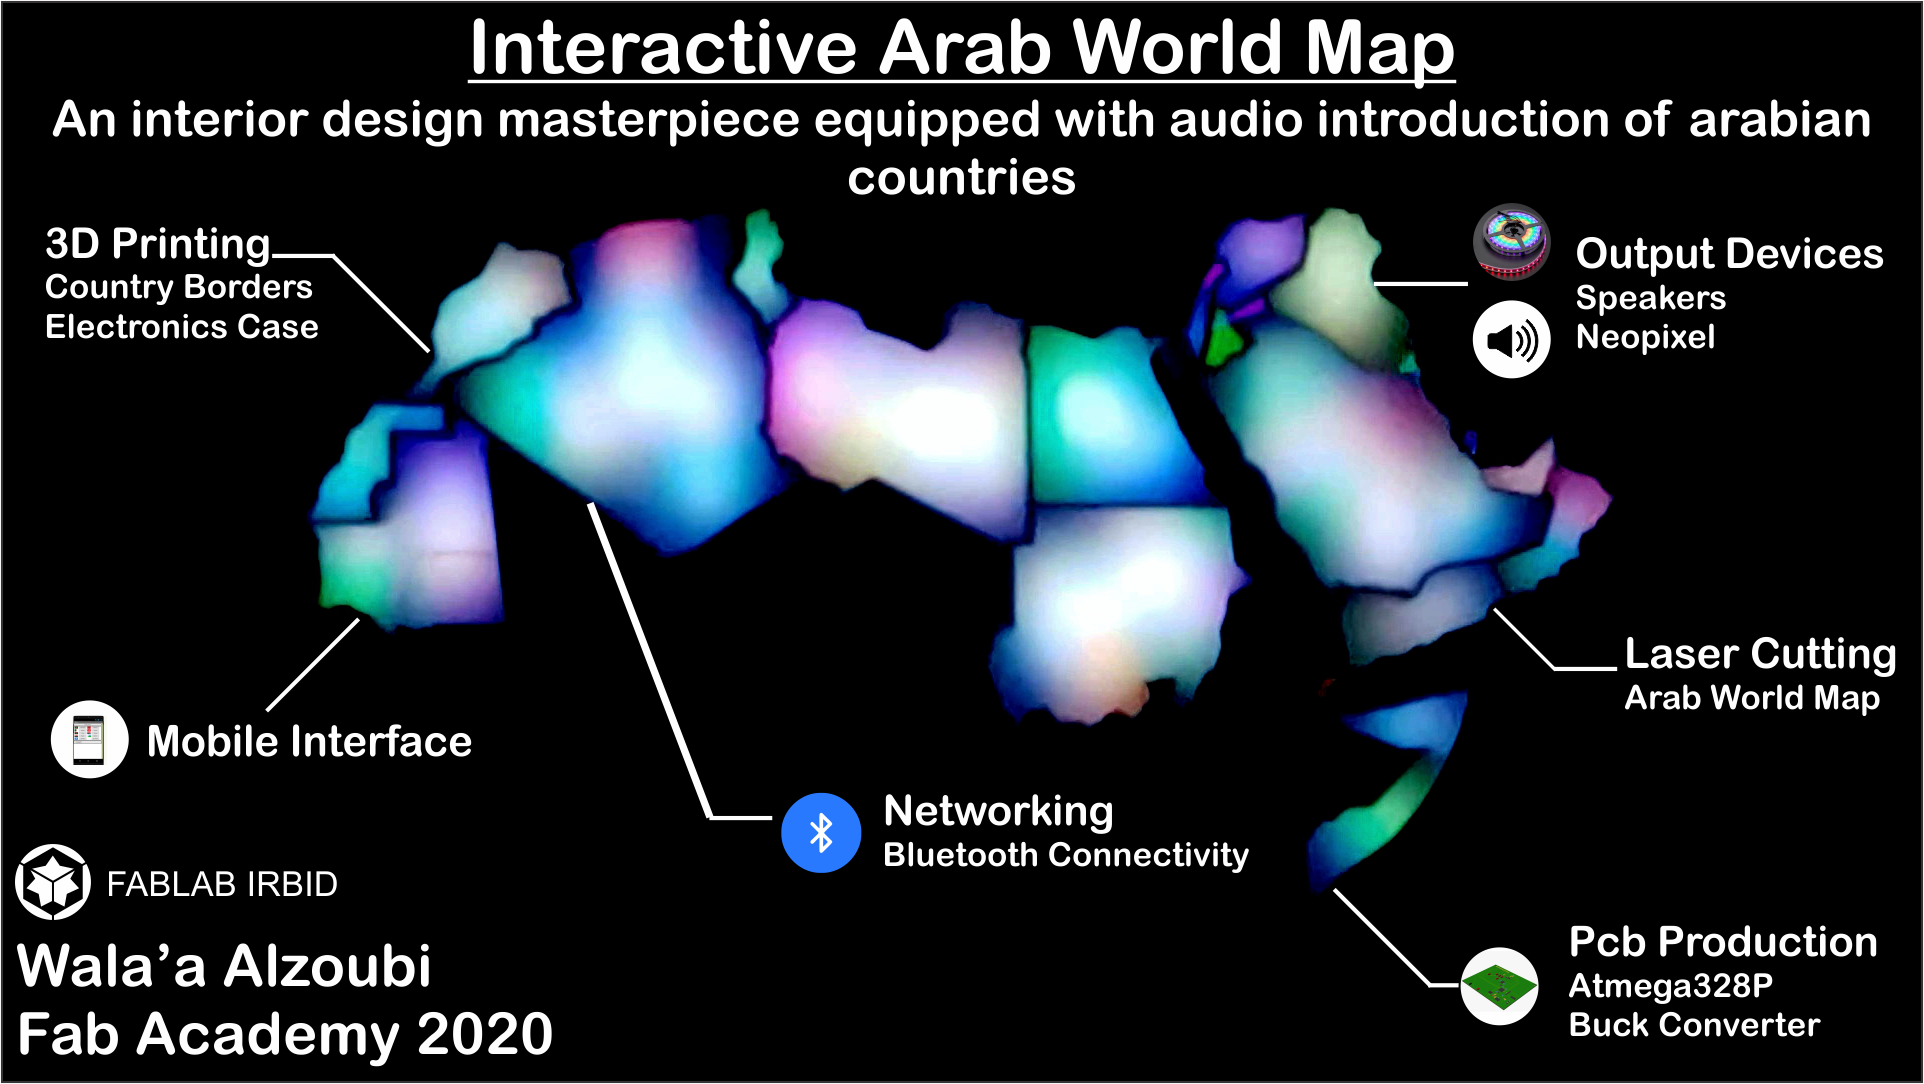 Interactive Arab World Map
An interior design masterpiece equipped with audio introduction of arabian
countries
3D Printing
Country Borders
Electronics Case
Output Devices
Speakers
Neopixel
Laser Cutting
Arab World Map
Mobile Interface
Networking
Bluetooth Connectivity
FABLAB IRBID
Wala’a Alzoubi
Fab Academy 2020
Pcb Production
Atmega328P
Buck Converter